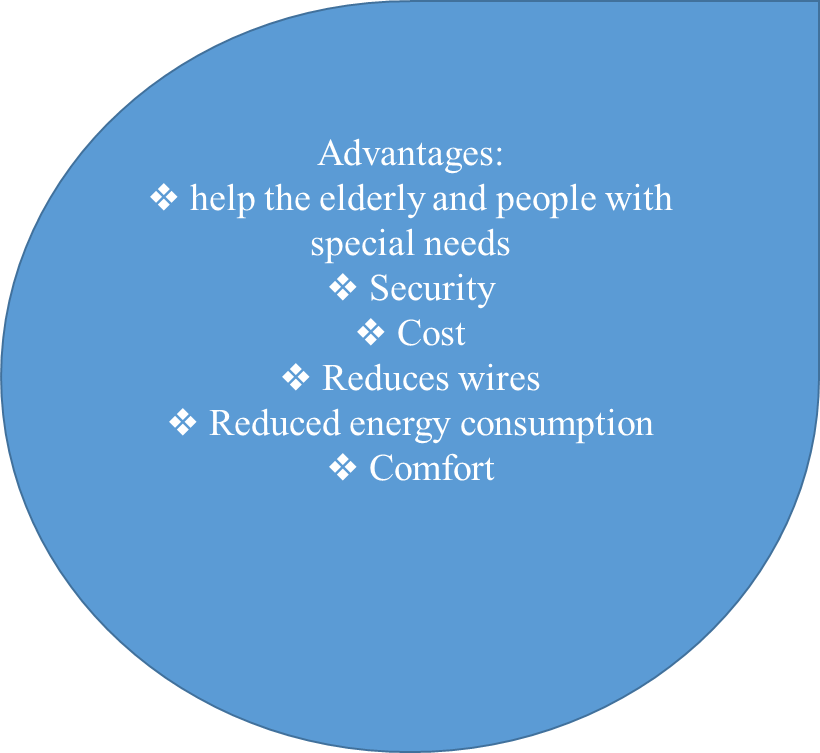 Advantages:
❖ help the elderly and people with
special needs
❖ Security
❖ Cost
❖ Reduces wires
❖ Reduced energy consumption
❖ Comfort